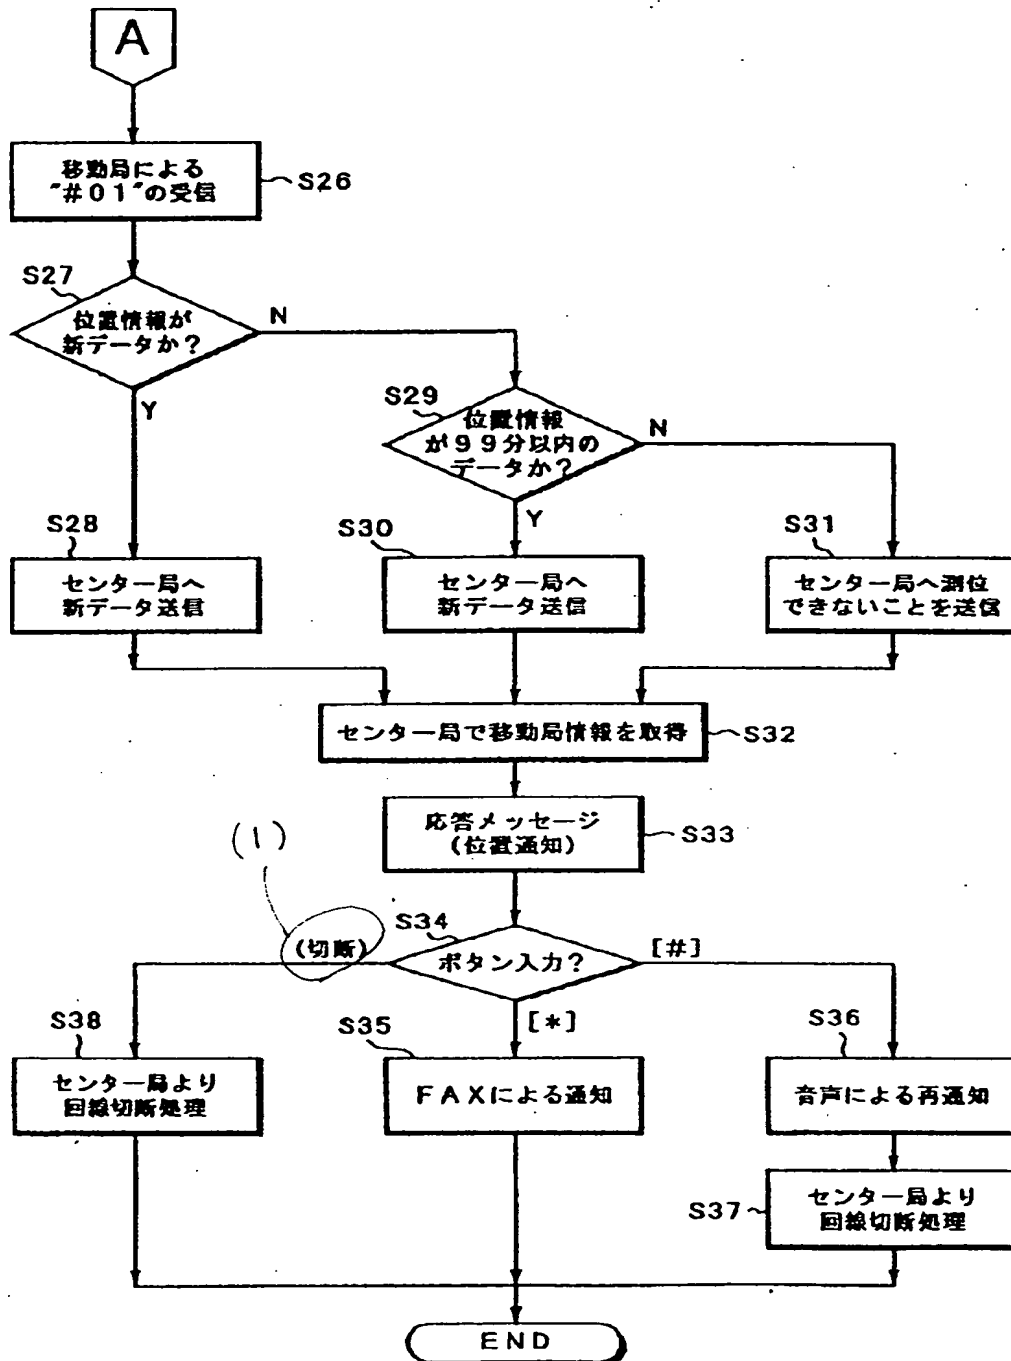 A
移動局による
"#01"の受信
S26
S27
位置情報が
新データか?
N
Y
S29
位置情報
が99分以内の
データか?
N
Y
S28
センター局へ
新データ送信
S30
センター局へ
新データ送信
S31
センター局へ測位
できないことを送信
センター局で移動局情報を取得
S32
応答メッセージ
(位置通知)
S33
(1)
(切断)
S34
ボタン入力?
[#]
[*]
S38
センター局より
回線切断処理
S35
FAXによる通知
S36
音声による再通知
S37
センター局より
回線切断処理
END